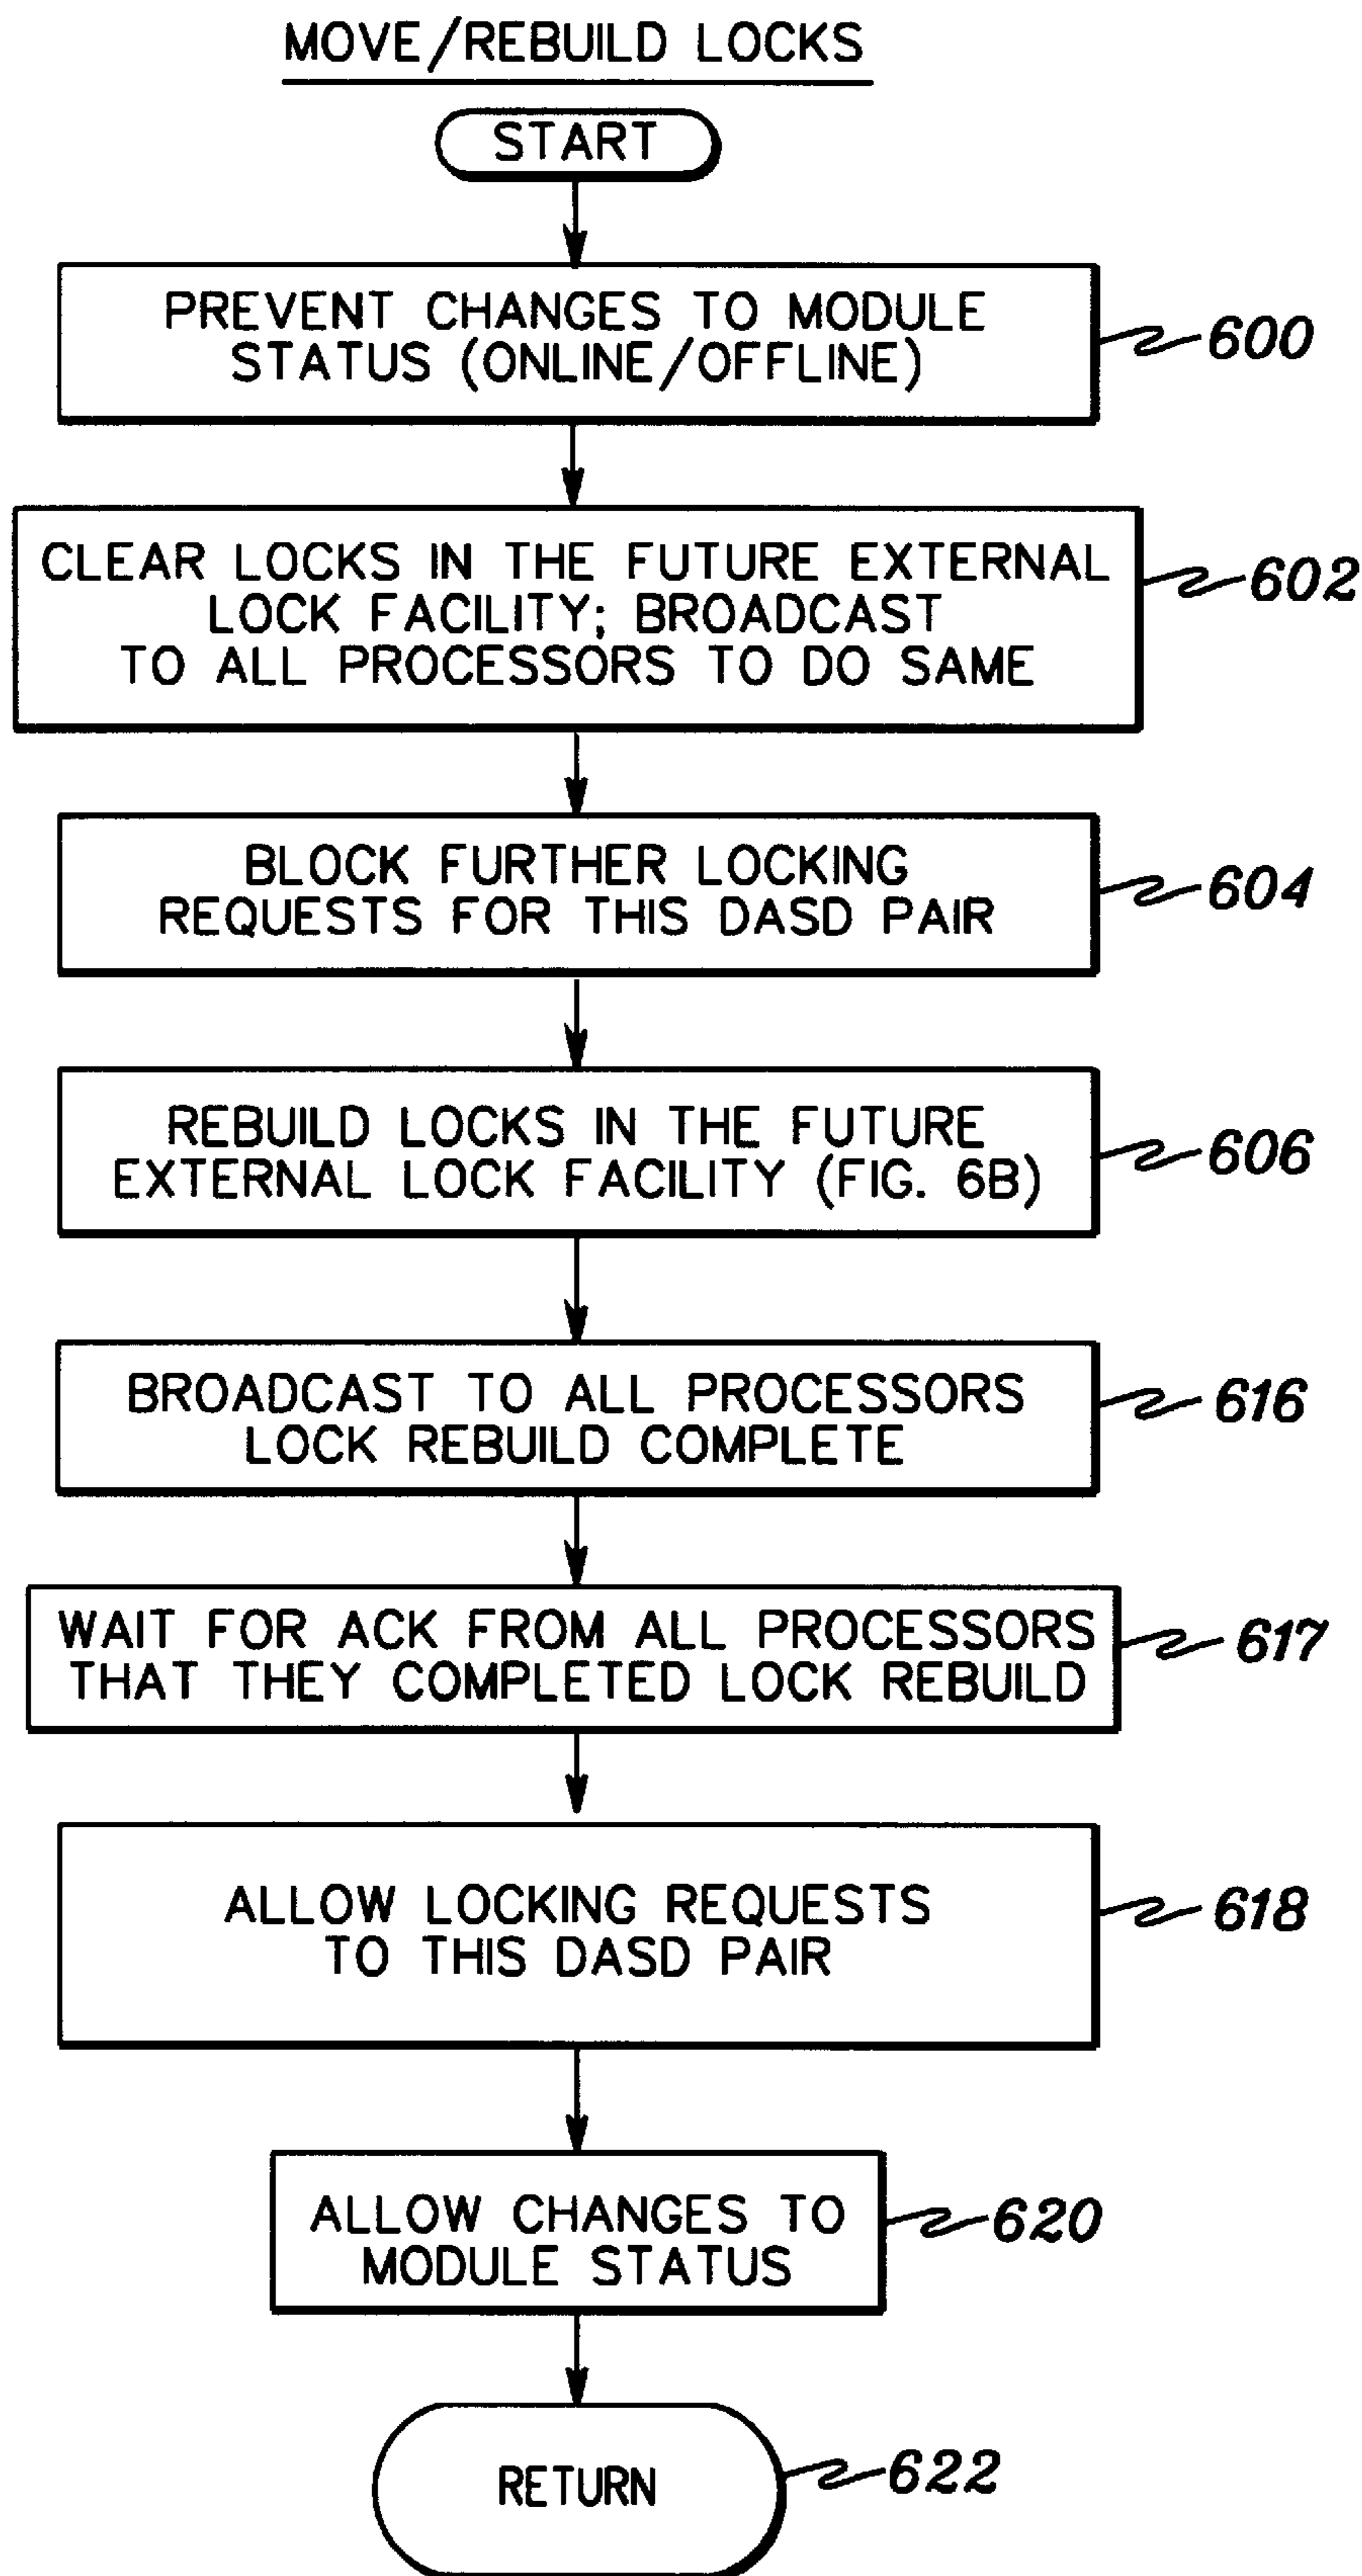 MOVE/REBUILD LOCKS
START
PREVENT CHANGES TO MODULE
STATUS (ONLINE/OFFLINE)
600
CLEAR LOCKS IN THE FUTURE EXTERNAL
LOCK FACILITY; BROADCAST
TO ALL PROCESSORS TO DO SAME
602
BLOCK FURTHER LOCKING
REQUESTS FOR THIS DASD PAIR
604
REBUILD LOCKS IN THE FUTURE
EXTERNAL LOCK FACILITY (FIG. 6B)
606
BROADCAST TO ALL PROCESSORS
LOCK REBUILD COMPLETE
616
WAIT FOR ACK FROM ALL PROCESSORS
THAT THEY COMPLETED LOCK REBUILD
617
ALLOW LOCKING REQUESTS
TO THIS DASD PAIR
618
ALLOW CHANGES TO
MODULE STATUS
620
RETURN
622